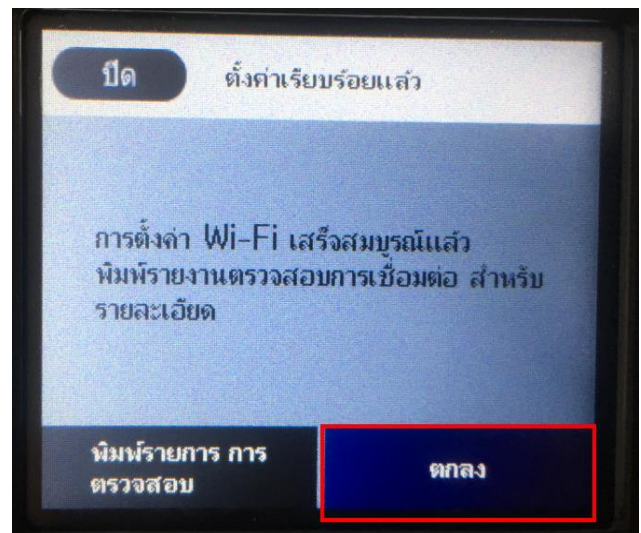 ปิด
ตั้งค่าเรียบร้อยแล้ว
การตั้งค่า Wi-Fi เสร็จสมบูรณ์แล้ว
พิมพ์รายงานตรวจสอบการเชื่อมต่อ สำหรับ
รายละเอียด
พิมพ์รายการ การ
ตรวจสอบ
ตกลง